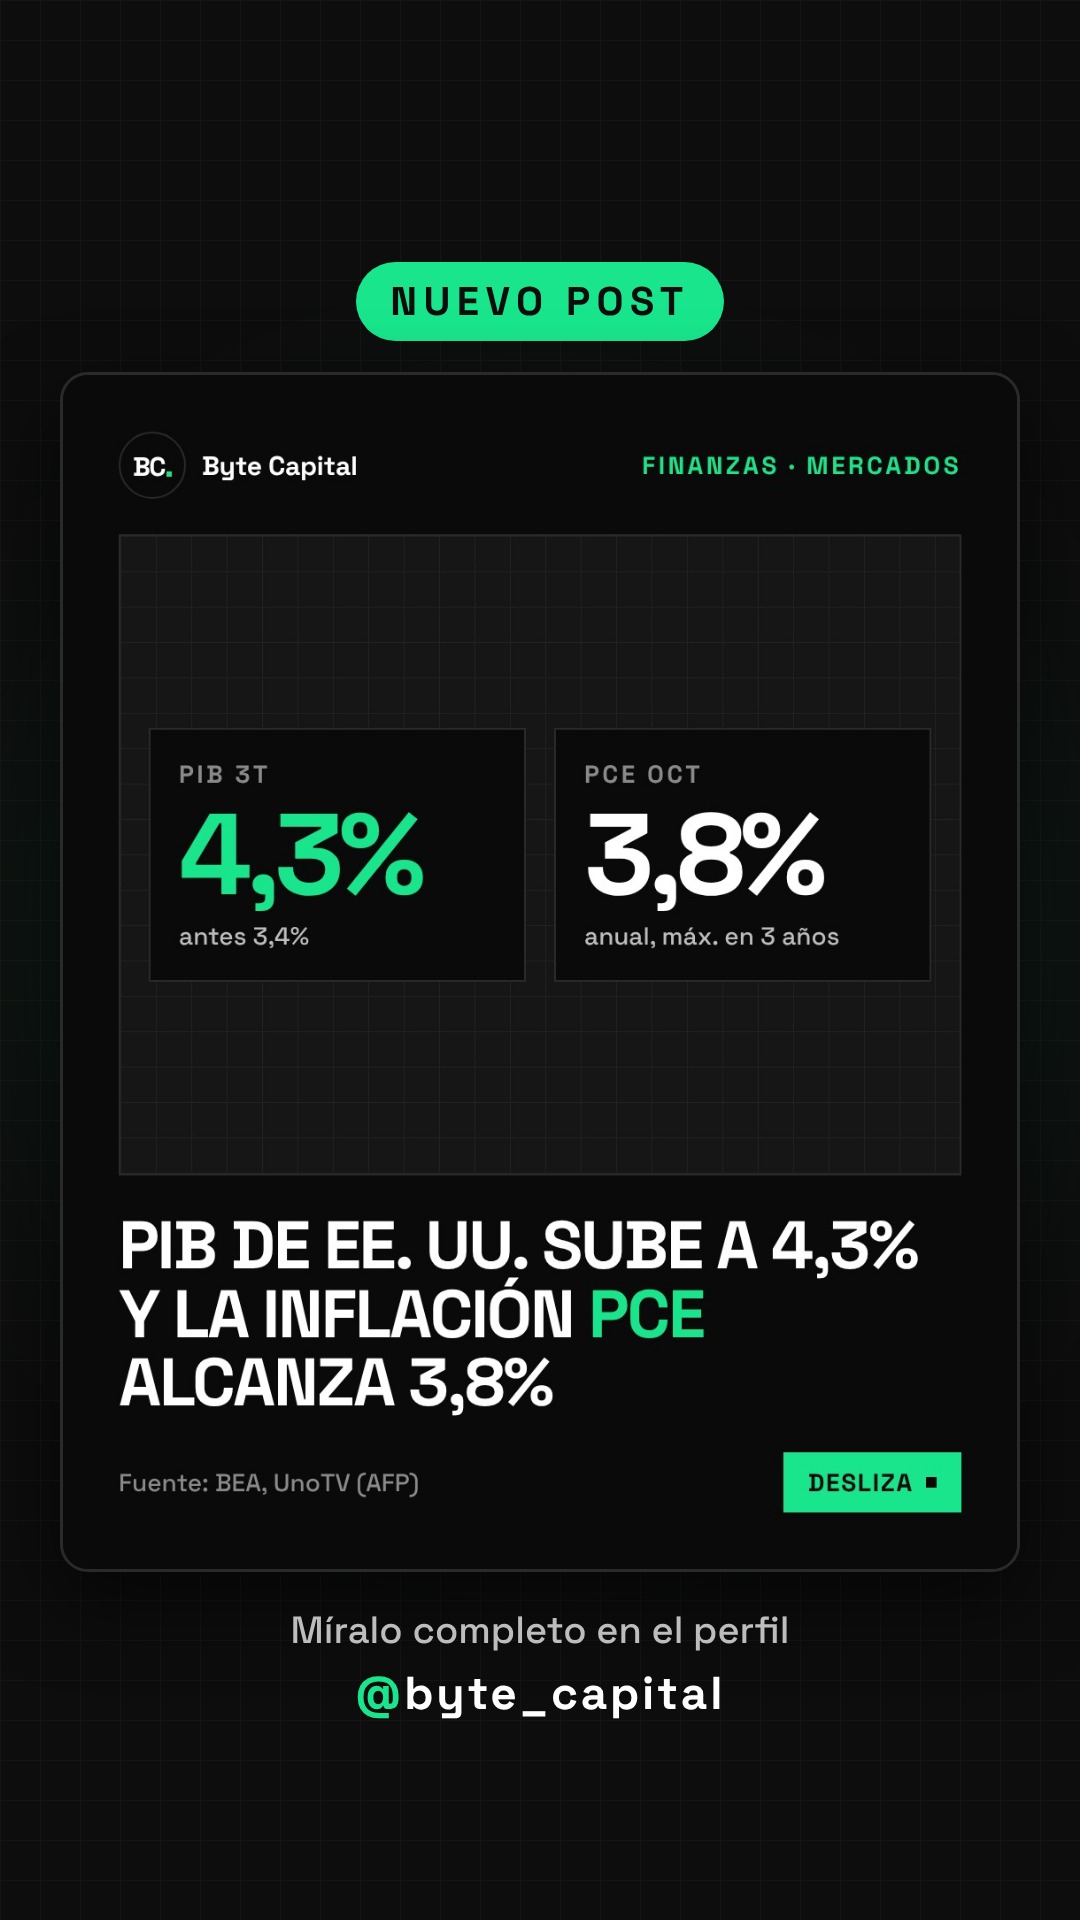 NUEVO POST
BC.
Byte Capital
FINANZAS · MERCADOS
PIB 3T
4,3%
antes 3,4%
PCE OCT
3,8%
anual, máx. en 3 años
PIB DE EE. UU. SUBE A 4,3%
Y LA INFLACIÓN PCE
ALCANZA 3,8%
Fuente: BEA, UnoTV (AFP)
DESLIZA ▪
Míralo completo en el perfil
@byte_capital